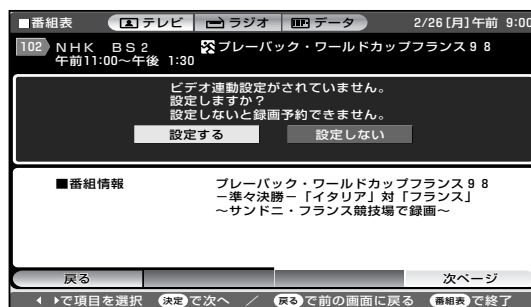 ■番組表 テレビ ラジオ データ 2/26[月]午前 9:00
102 NHK BS2 プレーバック・ワールドカップフランス98
午前11:00～午後 1:30
ビデオ連動設定がされていません。
設定しますか？
設定しないと録画予約できません。
設定する 設定しない
■番組情報 プレーバック・ワールドカップフランス98
－準々決勝－「イタリア」対「フランス」
～サンドニ・フランス競技場で録画～
戻る 次ページ
で項目を選択 決定で次へ ／ 戻るで前の画面に戻る 番組表で終了